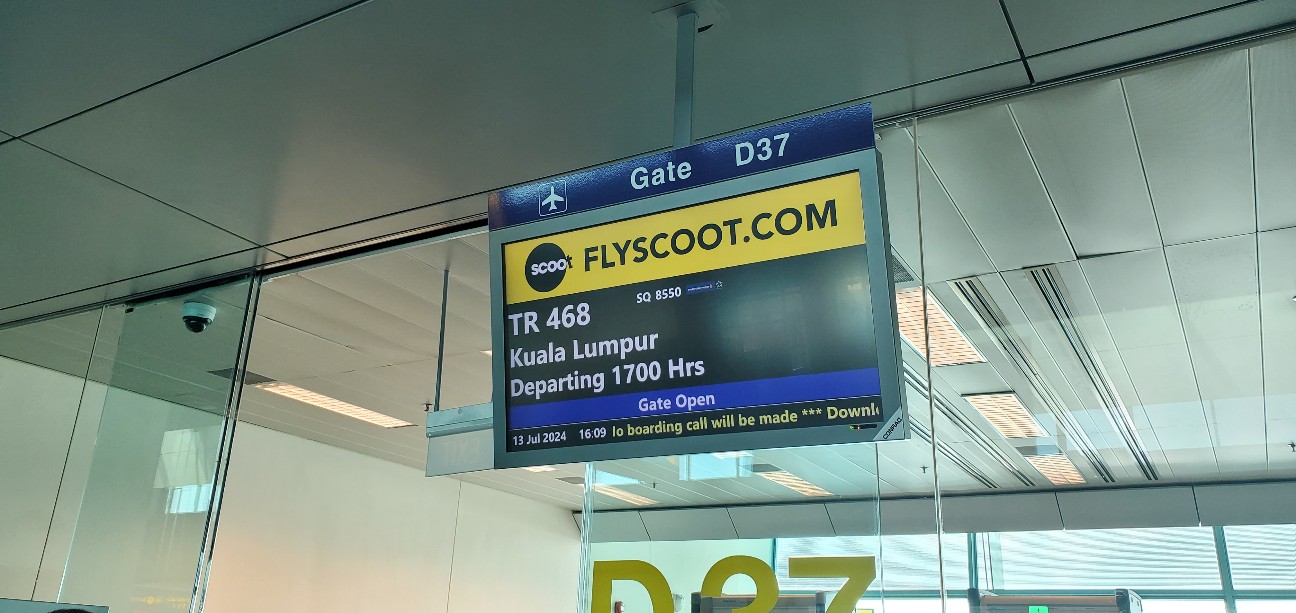 Gate D37
scoot FLYSCOOT.COM
SQ 8550
TR 468
Kuala Lumpur
Departing 1700 Hrs
Gate Open
13 Jul 2024 16:09 lo boarding call will be made *** Downl
D37